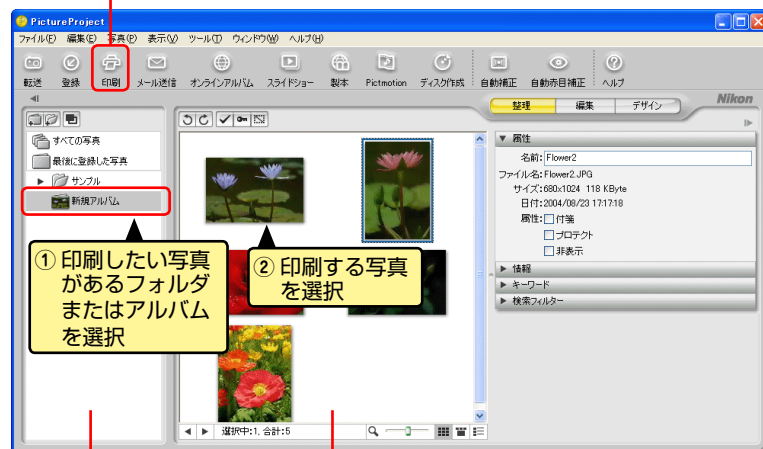 PictureProject
ファイル(F) 編集(E) 写真(P) 表示(V) ツール(T) ウィンドウ(W) ヘルプ(H)
転送 登録 印刷 メール送信 オンラインアルバム スライドショー 製本 Pictmotion ディスク作成 自動補正 自動赤目補正 ヘルプ
整理 編集 デザイン Nikon
すべての写真
最後に登録した写真
サンプル
新規アルバム
① 印刷したい写真
があるフォルダ
またはアルバム
を選択
② 印刷する写真
を選択
選択中:1, 合計:5
属性
名前: Flower2
ファイル名: Flower2.JPG
サイズ: 680x1024 118 KByte
日付: 2004/08/23 17:17:18
属性: 付箋
プロテクト
非表示
情報
キーワード
検索フィルター